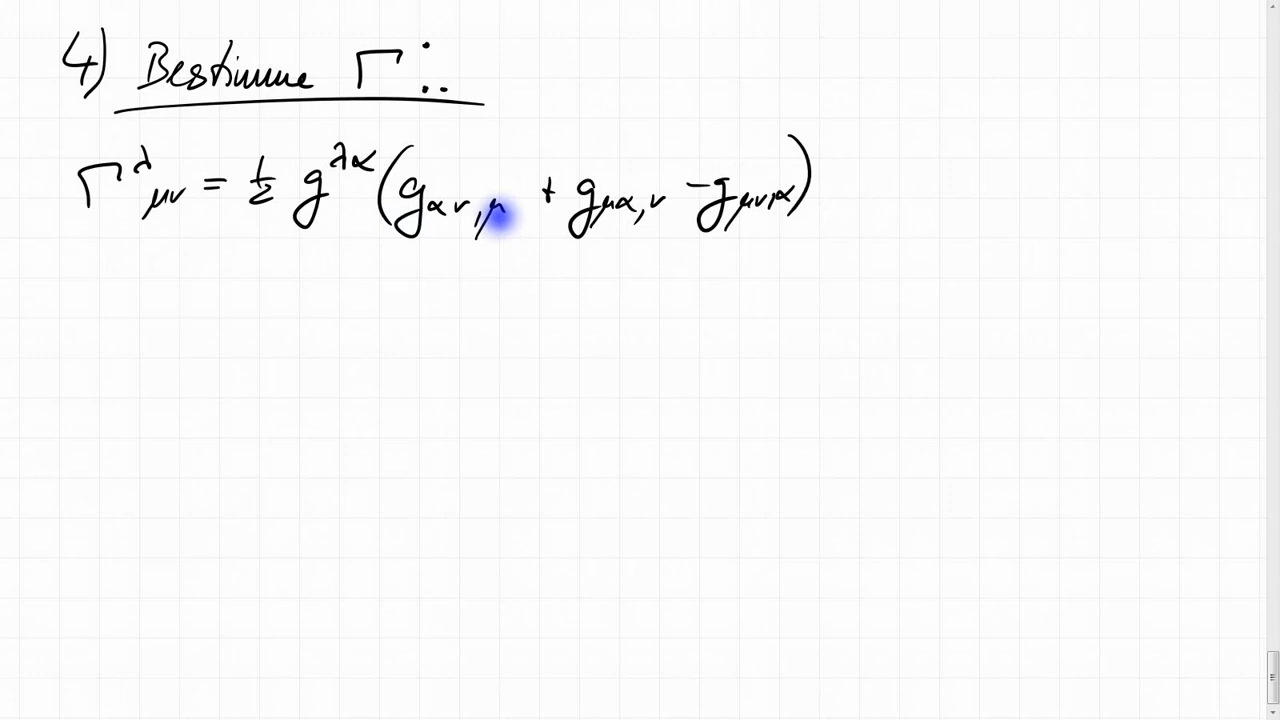 4) Bestimme Γ˙..
Γ^λ_μν = ½ g^λα (g_αν,μ + g_μα,ν - g_μν,α)